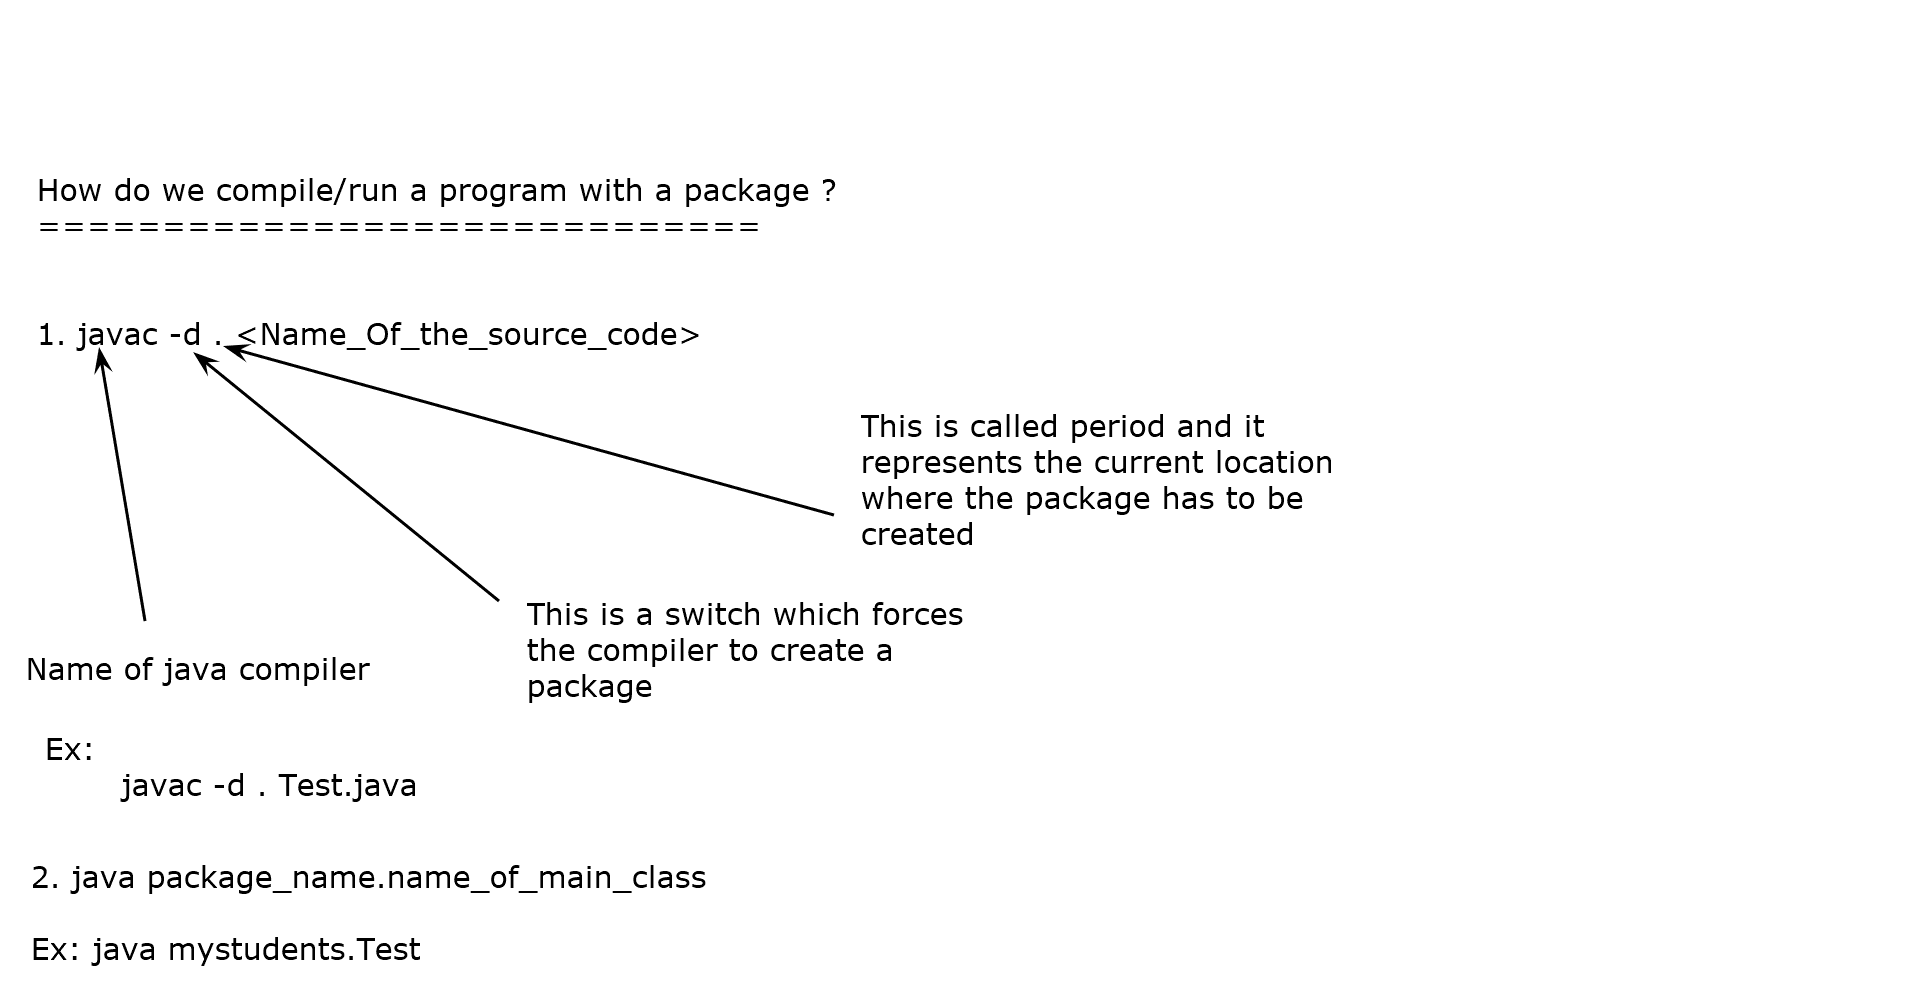 How do we compile/run a program with a package ?
=============================
1. javac -d . <Name_Of_the_source_code>
This is called period and it
represents the current location
where the package has to be
created
This is a switch which forces
the compiler to create a
package
Name of java compiler
Ex:
javac -d . Test.java
2. java package_name.name_of_main_class
Ex: java mystudents.Test